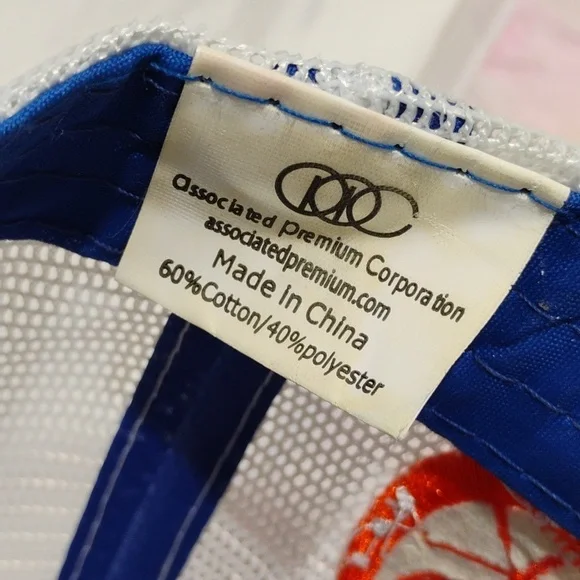 associated premium Corporation
associatedpremium.com
Made in China
60%Cotton/40%polyester